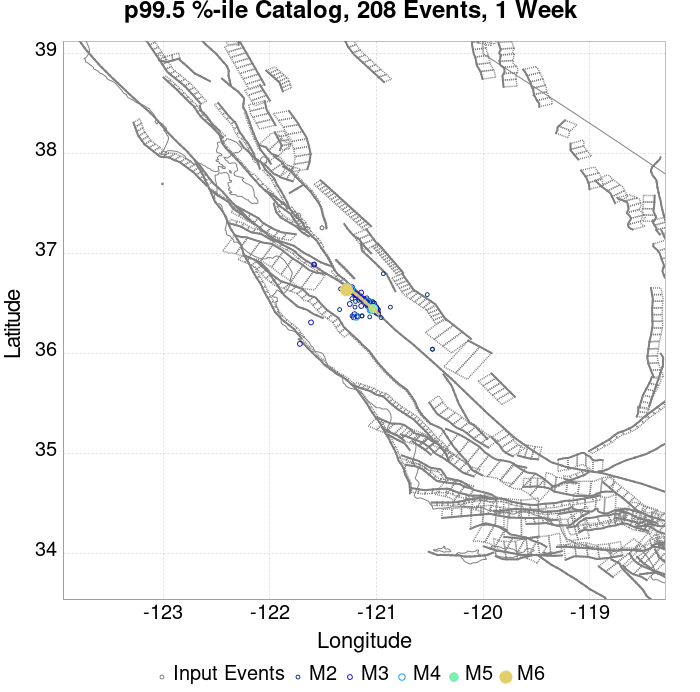 p99.5 %-ile Catalog, 208 Events, 1 Week
39
38
37
36
35
34
Latitude
-123 -122 -121 -120 -119
Longitude
Input Events M2 M3 M4 M5 M6